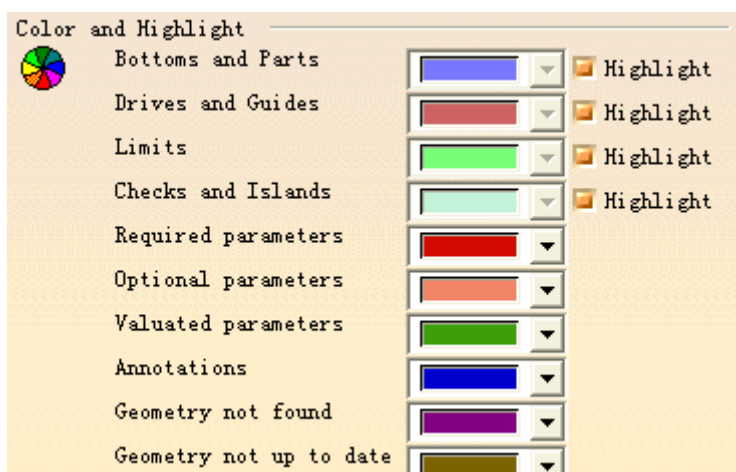 Color and Highlight
Bottoms and Parts Highlight
Drives and Guides Highlight
Limits Highlight
Checks and Islands Highlight
Required parameters
Optional parameters
Valuated parameters
Annotations
Geometry not found
Geometry not up to date